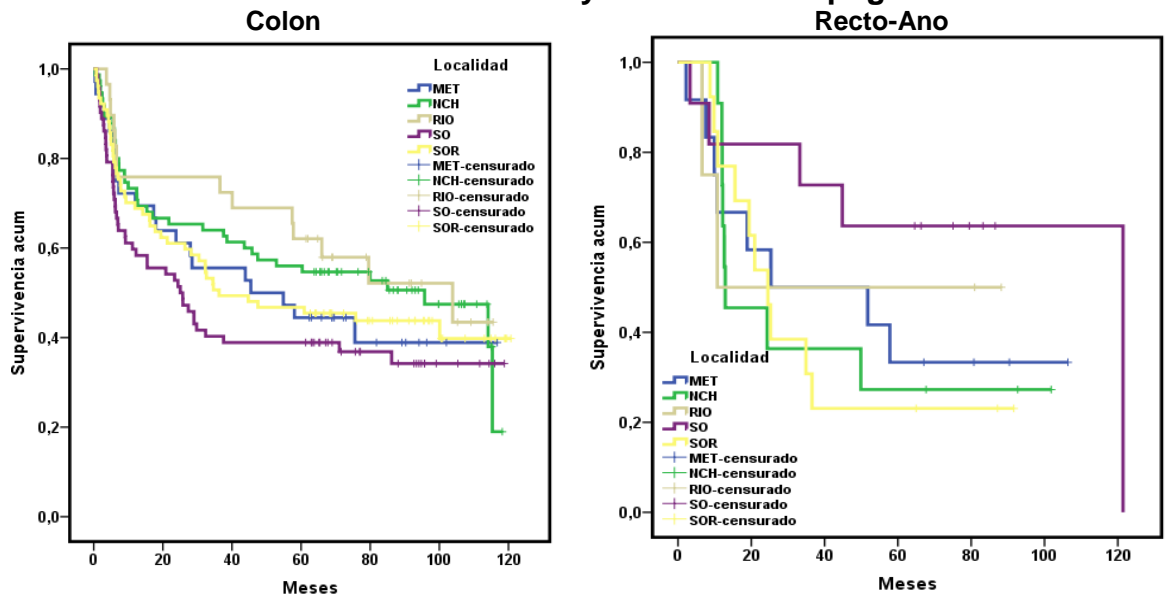 Colon
Supervivencia acum
1,0
0,8
0,6
0,4
0,2
0,0
Localidad
MET
NCH
RIO
SO
SOR
MET-censurado
NCH-censurado
RIO-censurado
SO-censurado
SOR-censurado
0 20 40 60 80 100 120
Meses
Recto-Ano
Supervivencia acum
1,0
0,8
0,6
0,4
0,2
0,0
Localidad
MET
NCH
RIO
SO
SOR
MET-censurado
NCH-censurado
RIO-censurado
SO-censurado
SOR-censurado
0 20 40 60 80 100 120
Meses